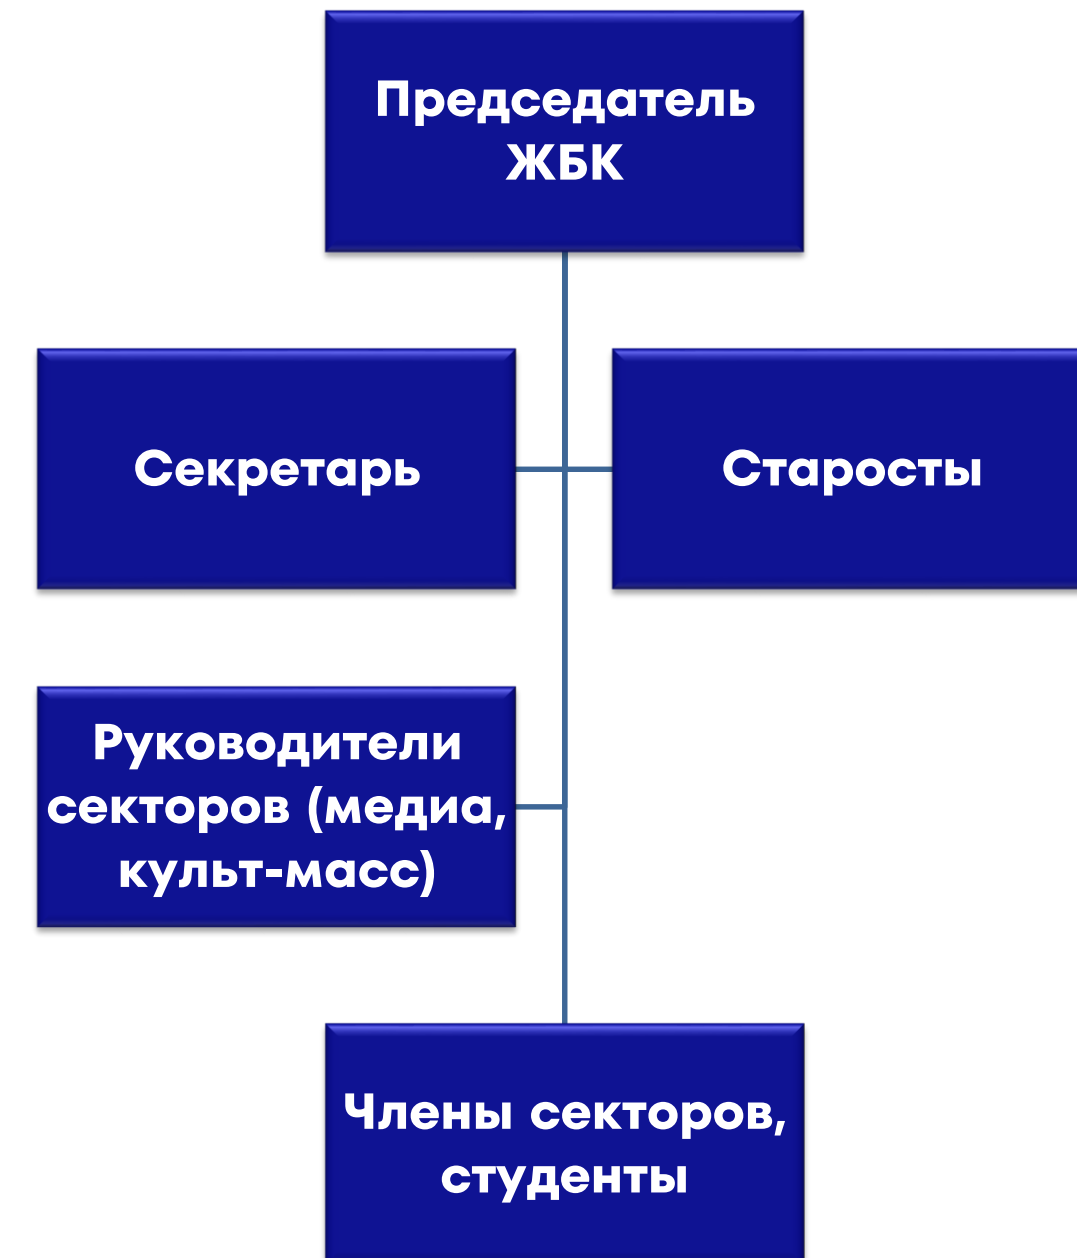 Председатель
ЖБК
Секретарь
Старосты
Руководители
секторов (медиа,
культ-масс)
Члены секторов,
студенты